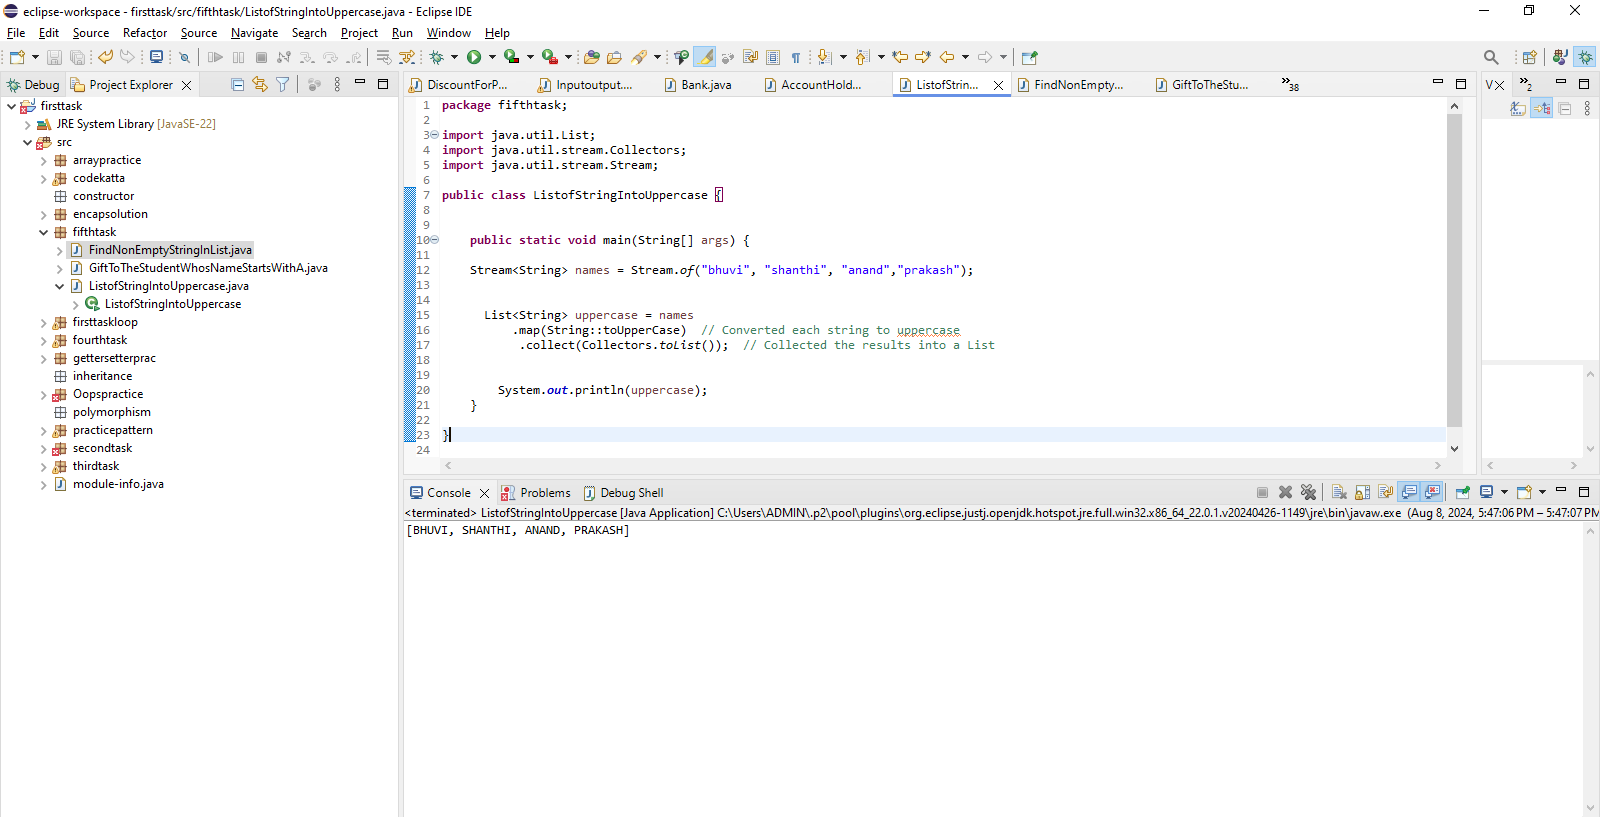 eclipse-workspace - firsttask/src/fifthtask/ListofStringIntoUppercase.java - Eclipse IDE
File Edit Source Refactor Source Navigate Search Project Run Window Help
Debug Project Explorer
firsttask
JRE System Library [JavaSE-22]
src
arraypractice
codekatta
constructor
encapsolution
fifthtask
FindNonEmptyStringInList.java
GiftToTheStudentWhosNameStartsWithA.java
ListofStringIntoUppercase.java
ListofStringIntoUppercase
firsttaskloop
fourthtask
gettersetterprac
inheritance
Oopspractice
polymorphism
practicepattern
secondtask
thirdtask
module-info.java
DiscountForP... Inputoutput.... Bank.java AccountHold... ListofStrin... FindNonEmpty... GiftToTheStu... 38
1 package fifthtask;
2
3 import java.util.List;
4 import java.util.stream.Collectors;
5 import java.util.stream.Stream;
6
7 public class ListofStringIntoUppercase {
8
9
10 public static void main(String[] args) {
11
12 Stream<String> names = Stream.of("bhuvi", "shanthi", "anand","prakash");
13
14
15 List<String> uppercase = names
16 .map(String::toUpperCase) // Converted each string to uppercase
17 .collect(Collectors.toList()); // Collected the results into a List
18
19
20 System.out.println(uppercase);
21 }
22
23 }
24
V 2
Console Problems Debug Shell
<terminated> ListofStringIntoUppercase [Java Application] C:\Users\ADMIN\.p2\pool\plugins\org.eclipse.justj.openjdk.hotspot.jre.full.win32.x86_64_22.0.1.v20240426-1149\jre\bin\javaw.exe (Aug 8, 2024, 5:47:06 PM – 5:47:07 PM
[BHUVI, SHANTHI, ANAND, PRAKASH]